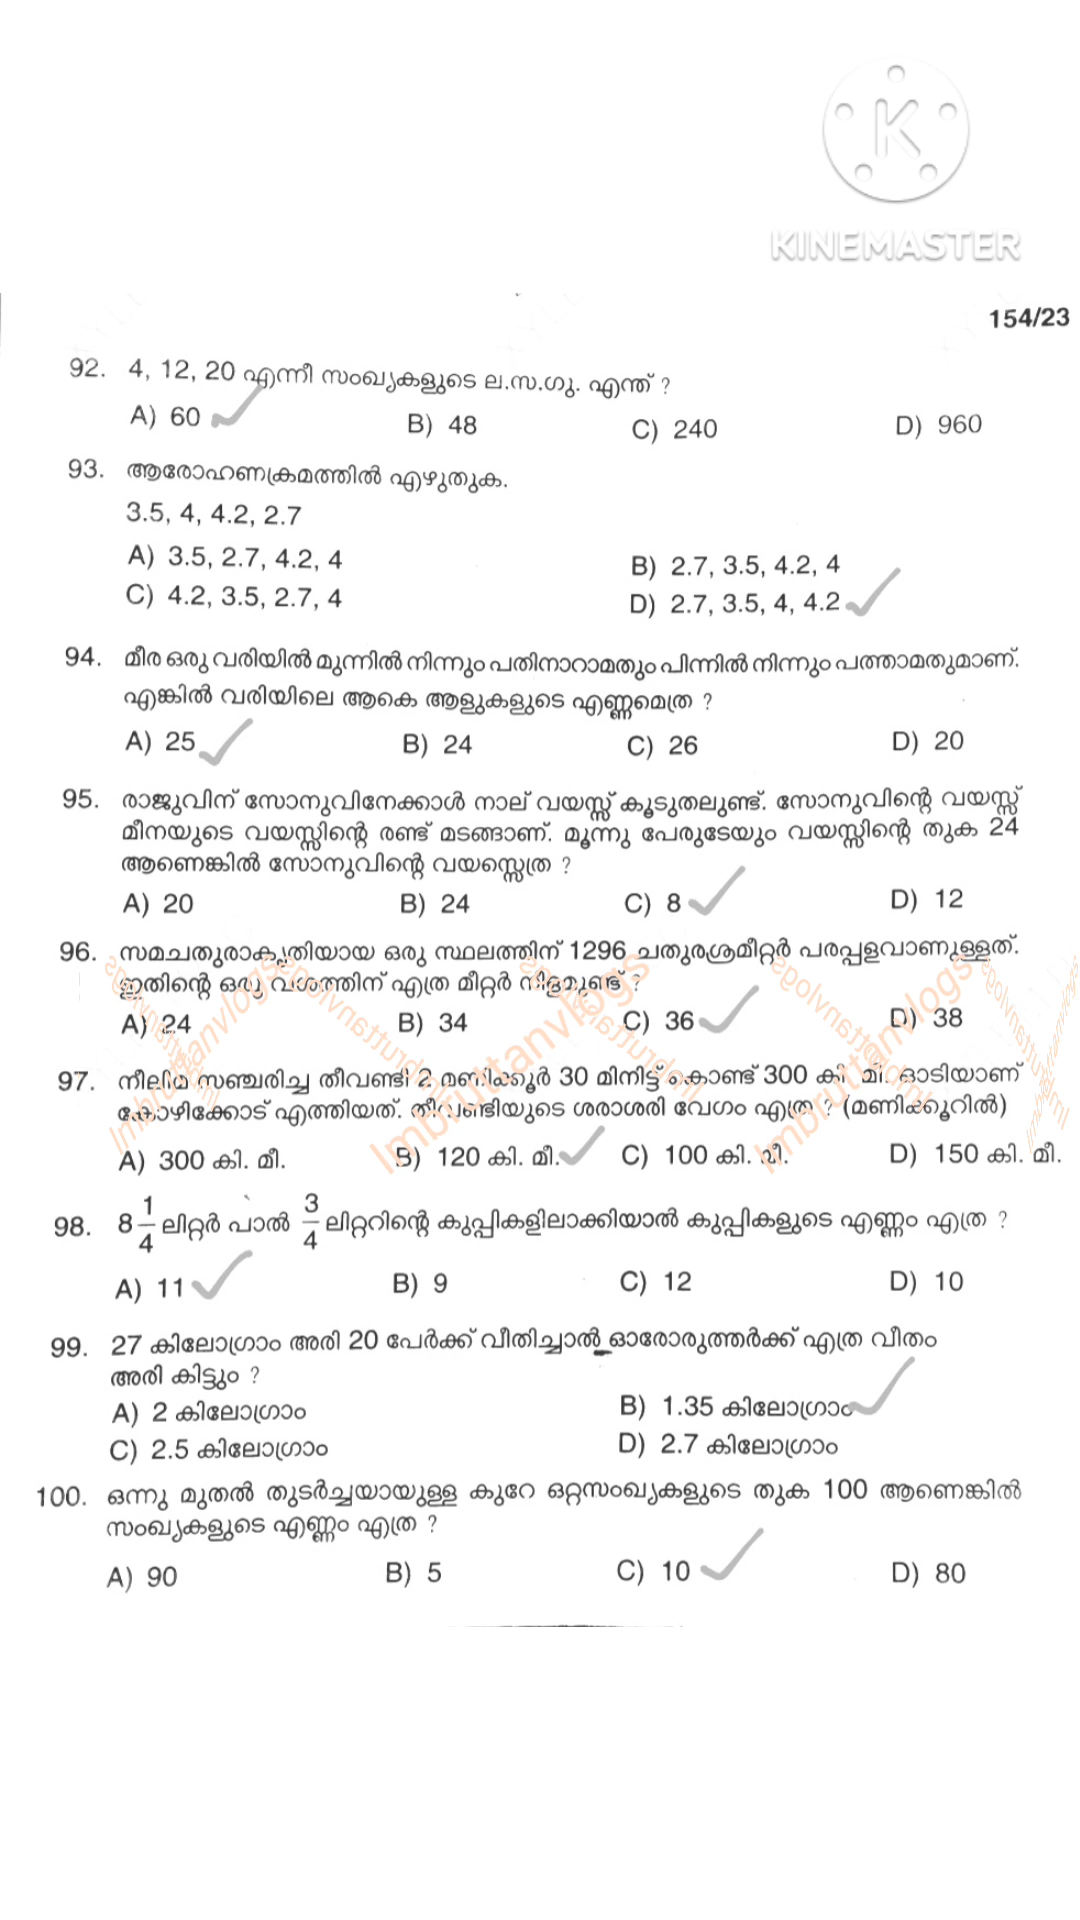 K
KINEMASTER
154/23
92. 4, 12, 20 എന്നീ സംഖ്യകളുടെ ല.സ.ഗു. എന്ത് ?
A) 60 B) 48 C) 240 D) 960
93. ആരോഹണക്രമത്തിൽ എഴുതുക.
3.5, 4, 4.2, 2.7
A) 3.5, 2.7, 4.2, 4 B) 2.7, 3.5, 4.2, 4
C) 4.2, 3.5, 2.7, 4 D) 2.7, 3.5, 4, 4.2
94. മീര ഒരു വരിയിൽ മുന്നിൽ നിന്നും പതിനാറാമതും പിന്നിൽ നിന്നും പത്താമതുമാണ്.
എങ്കിൽ വരിയിലെ ആകെ ആളുകളുടെ എണ്ണമെത്ര ?
A) 25 B) 24 C) 26 D) 20
95. രാജുവിന് സോനുവിനേക്കാൾ നാല് വയസ്സ് കൂടുതലുണ്ട്. സോനുവിന്റെ വയസ്സ്
മീനയുടെ വയസ്സിന്റെ രണ്ട് മടങ്ങാണ്. മൂന്നു പേരുടേയും വയസ്സിന്റെ തുക 24
ആണെങ്കിൽ സോനുവിന്റെ വയസ്സെത്ര ?
A) 20 B) 24 C) 8 D) 12
96. സമചതുരാകൃതിയായ ഒരു സ്ഥലത്തിന് 1296 ചതുരശ്രമീറ്റർ പരപ്പളവാണുള്ളത്.
ഇതിന്റെ ഒരു വശത്തിന് എത്ര മീറ്റർ നീളമുണ്ട് ?
A) 24 B) 34 C) 36 D) 38
97. നീലിമ സഞ്ചരിച്ച തീവണ്ടി 2 മണിക്കൂർ 30 മിനിട്ട് കൊണ്ട് 300 കി. മീ. ഓടിയാണ്
കോഴിക്കോട് എത്തിയത്. തീവണ്ടിയുടെ ശരാശരി വേഗം എത്ര ? (മണിക്കൂറിൽ)
A) 300 കി. മീ. B) 120 കി. മീ. C) 100 കി. മീ. D) 150 കി. മീ.
98. 8 1/4 ലിറ്റർ പാൽ 3/4 ലിറ്ററിന്റെ കുപ്പികളിലാക്കിയാൽ കുപ്പികളുടെ എണ്ണം എത്ര ?
A) 11 B) 9 C) 12 D) 10
99. 27 കിലോഗ്രാം അരി 20 പേർക്ക് വീതിച്ചാൽ ഓരോരുത്തർക്ക് എത്ര വീതം
അരി കിട്ടും ?
A) 2 കിലോഗ്രാം B) 1.35 കിലോഗ്രാം
C) 2.5 കിലോഗ്രാം D) 2.7 കിലോഗ്രാം
100. ഒന്നു മുതൽ തുടർച്ചയായുള്ള കുറേ ഒറ്റസംഖ്യകളുടെ തുക 100 ആണെങ്കിൽ
സംഖ്യകളുടെ എണ്ണം എത്ര ?
A) 90 B) 5 C) 10 D) 80
Imbruttanvlogs
Imbruttanvlogs
Imbruttanvlogs